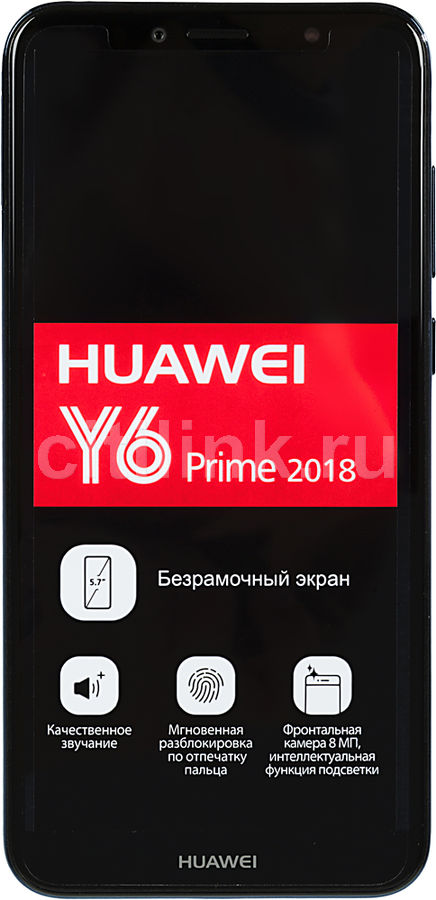 HUAWEI
Y6 Prime 2018
citilink.ru
5.7"
Безрамочный экран
Качественное
звучание
Мгновенная
разблокировка
по отпечатку
пальца
Фронтальная
камера 8 МП,
интеллектуальная
функция подсветки
HUAWEI